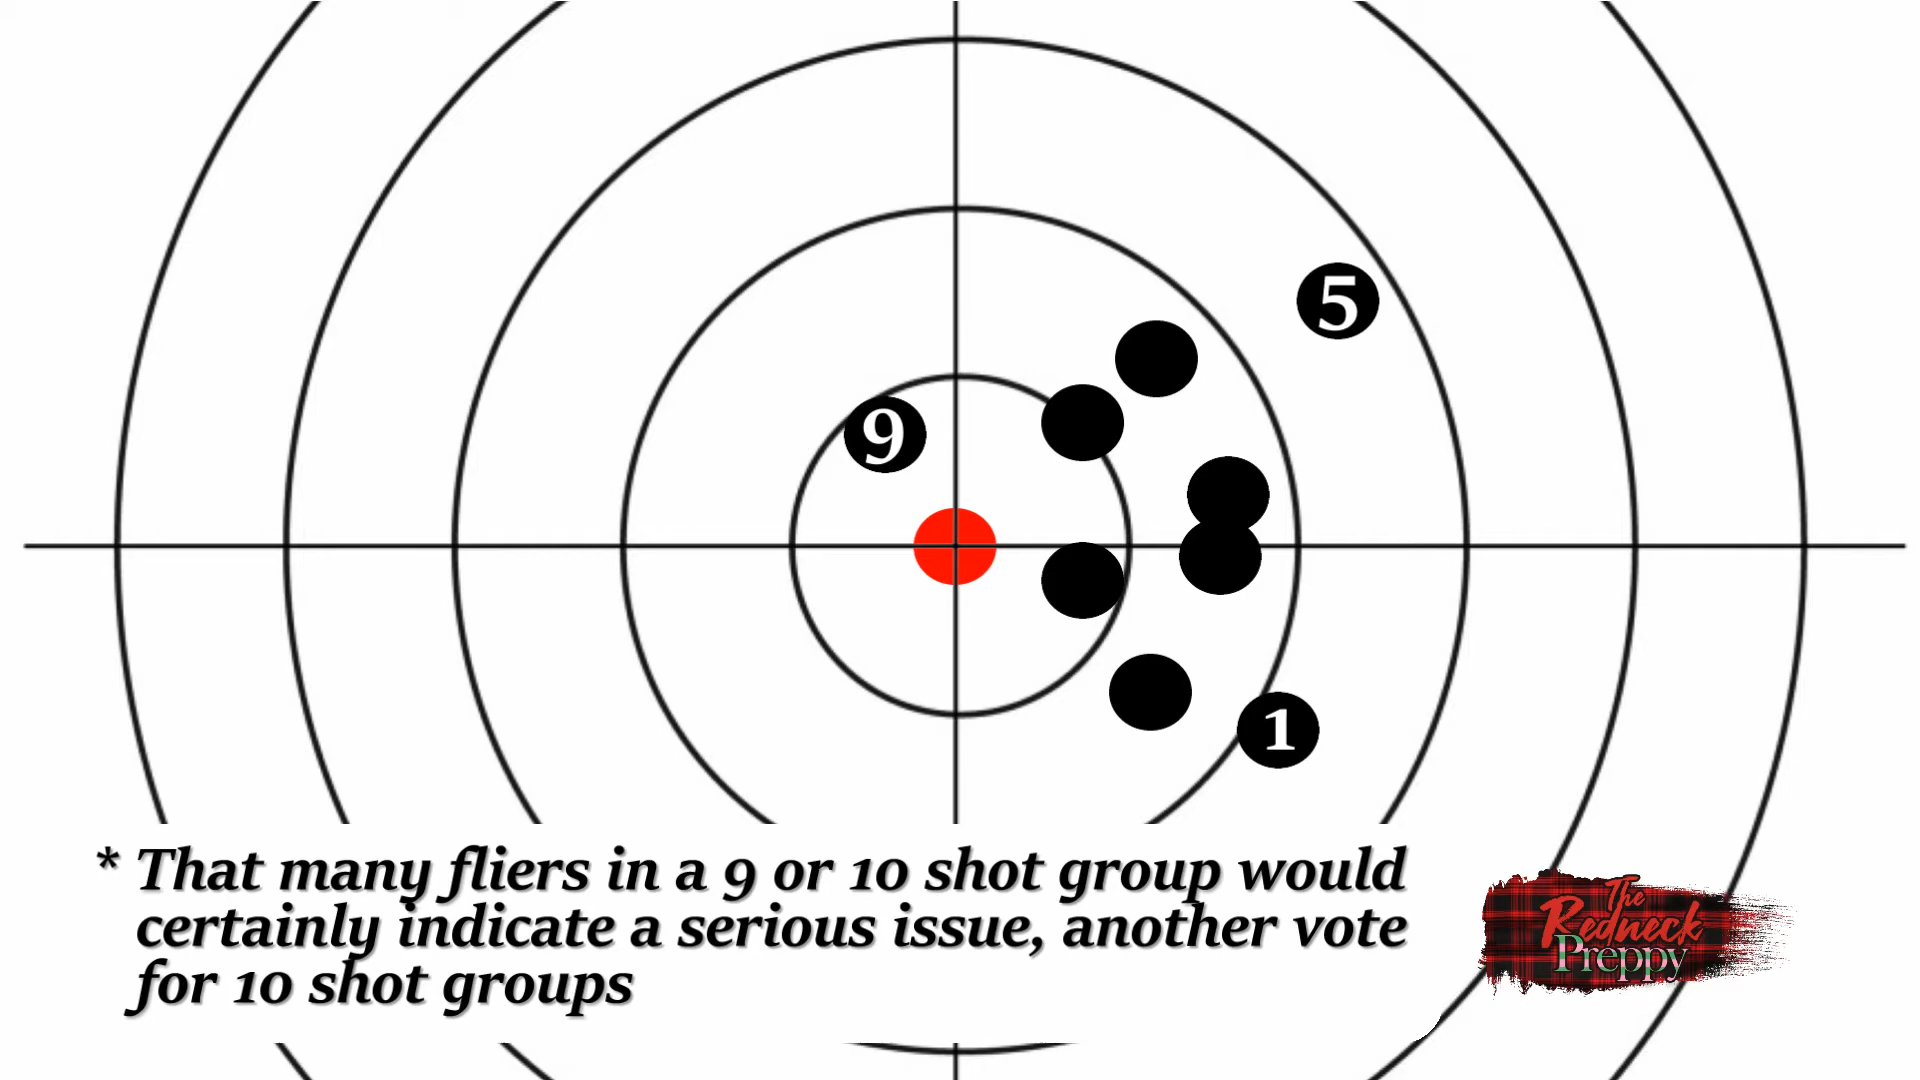 5
9
1
* That many fliers in a 9 or 10 shot group would
certainly indicate a serious issue, another vote
for 10 shot groups
The
Redneck
Preppy